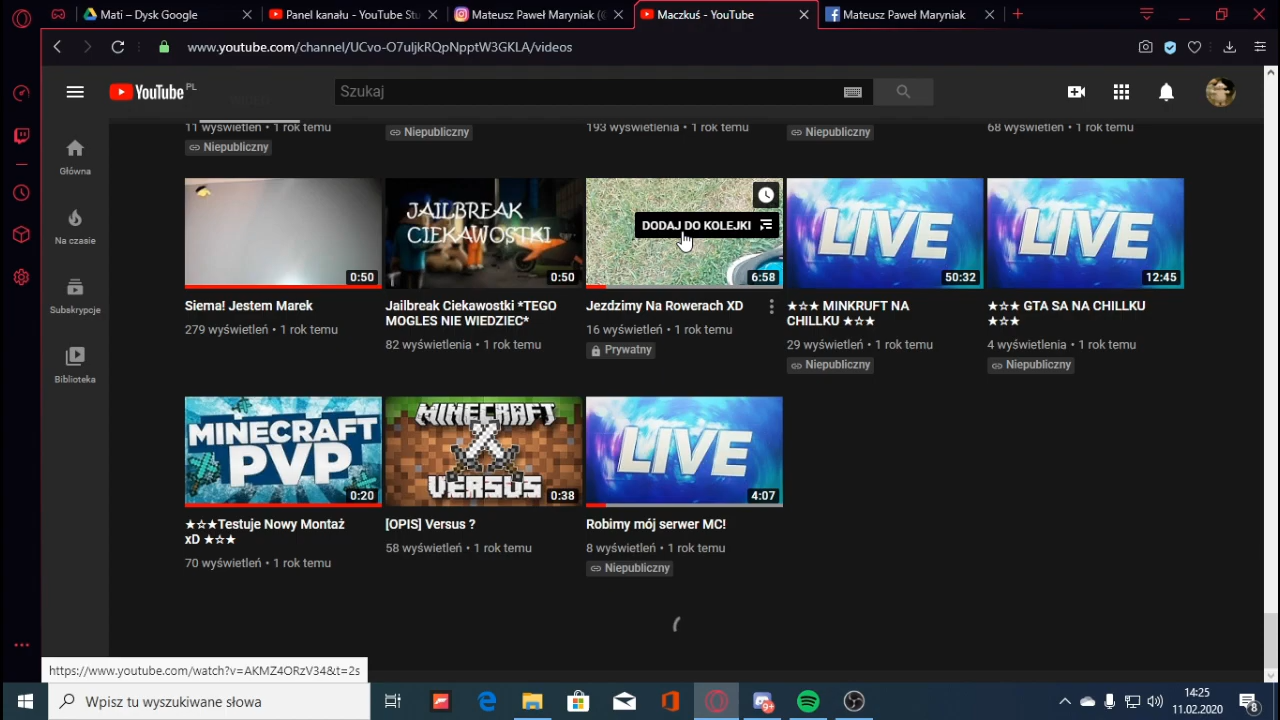 Mati – Dysk Google
Panel kanału - YouTube Stu
Mateusz Paweł Maryniak (@
Maczkuś - YouTube
Mateusz Paweł Maryniak
www.youtube.com/channel/UCvo-O7uljkRQpNpptW3GKLA/videos
YouTube PL
Szukaj
11 wyświetleń • 1 rok temu
193 wyświetlenia • 1 rok temu
68 wyświetleń • 1 rok temu
Niepubliczny
Niepubliczny
Niepubliczny
Główna
Na czasie
Subskrypcje
Biblioteka
0:50
JAILBREAK
CIEKAWOSTKI
0:50
DODAJ DO KOLEJKI
6:58
LIVE
50:32
LIVE
12:45
Siema! Jestem Marek
279 wyświetleń • 1 rok temu
Jailbreak Ciekawostki *TEGO
MOGLES NIE WIEDZIEC*
82 wyświetlenia • 1 rok temu
Jezdzimy Na Rowerach XD
16 wyświetleń • 1 rok temu
Prywatny
★☆★ MINKRUFT NA
CHILLKU ★☆★
29 wyświetleń • 1 rok temu
Niepubliczny
★☆★ GTA SA NA CHILLKU
★☆★
4 wyświetlenia • 1 rok temu
Niepubliczny
MINECRAFT
PVP
0:20
MINECRAFT
VERSUS
0:38
LIVE
4:07
★☆★Testuje Nowy Montaż
xD ★☆★
70 wyświetleń • 1 rok temu
[OPIS] Versus ?
58 wyświetleń • 1 rok temu
Robimy mój serwer MC!
8 wyświetleń • 1 rok temu
Niepubliczny
https://www.youtube.com/watch?v=AKMZ4ORzV34&t=2s
Wpisz tu wyszukiwane słowa
9+
14:25
11.02.2020
8